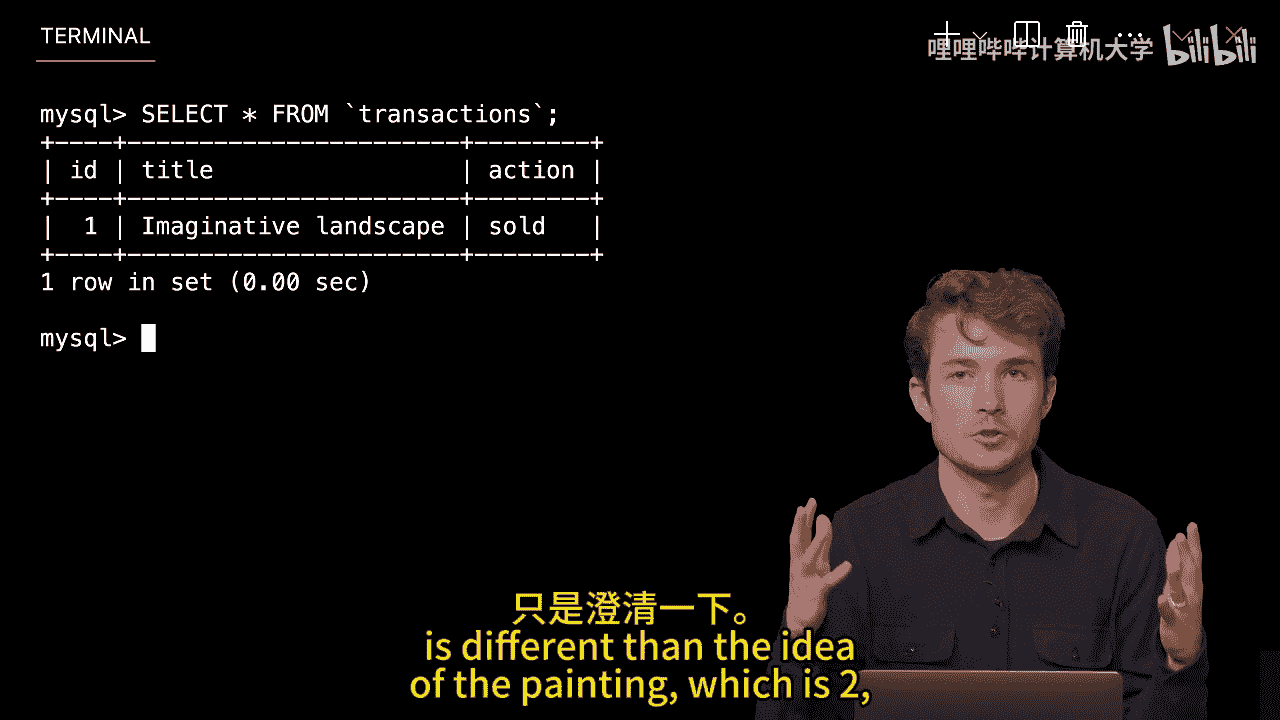 TERMINAL
哔哩哔哔计算机大学 bilibili
mysql> SELECT * FROM `transactions`;
+----+-----------------------+--------+
| id | title                 | action |
+----+-----------------------+--------+
|  1 | Imaginative landscape | sold   |
+----+-----------------------+--------+
1 row in set (0.00 sec)
mysql>
只是澄清一下。
is different than the idea
of the painting, which is 2,